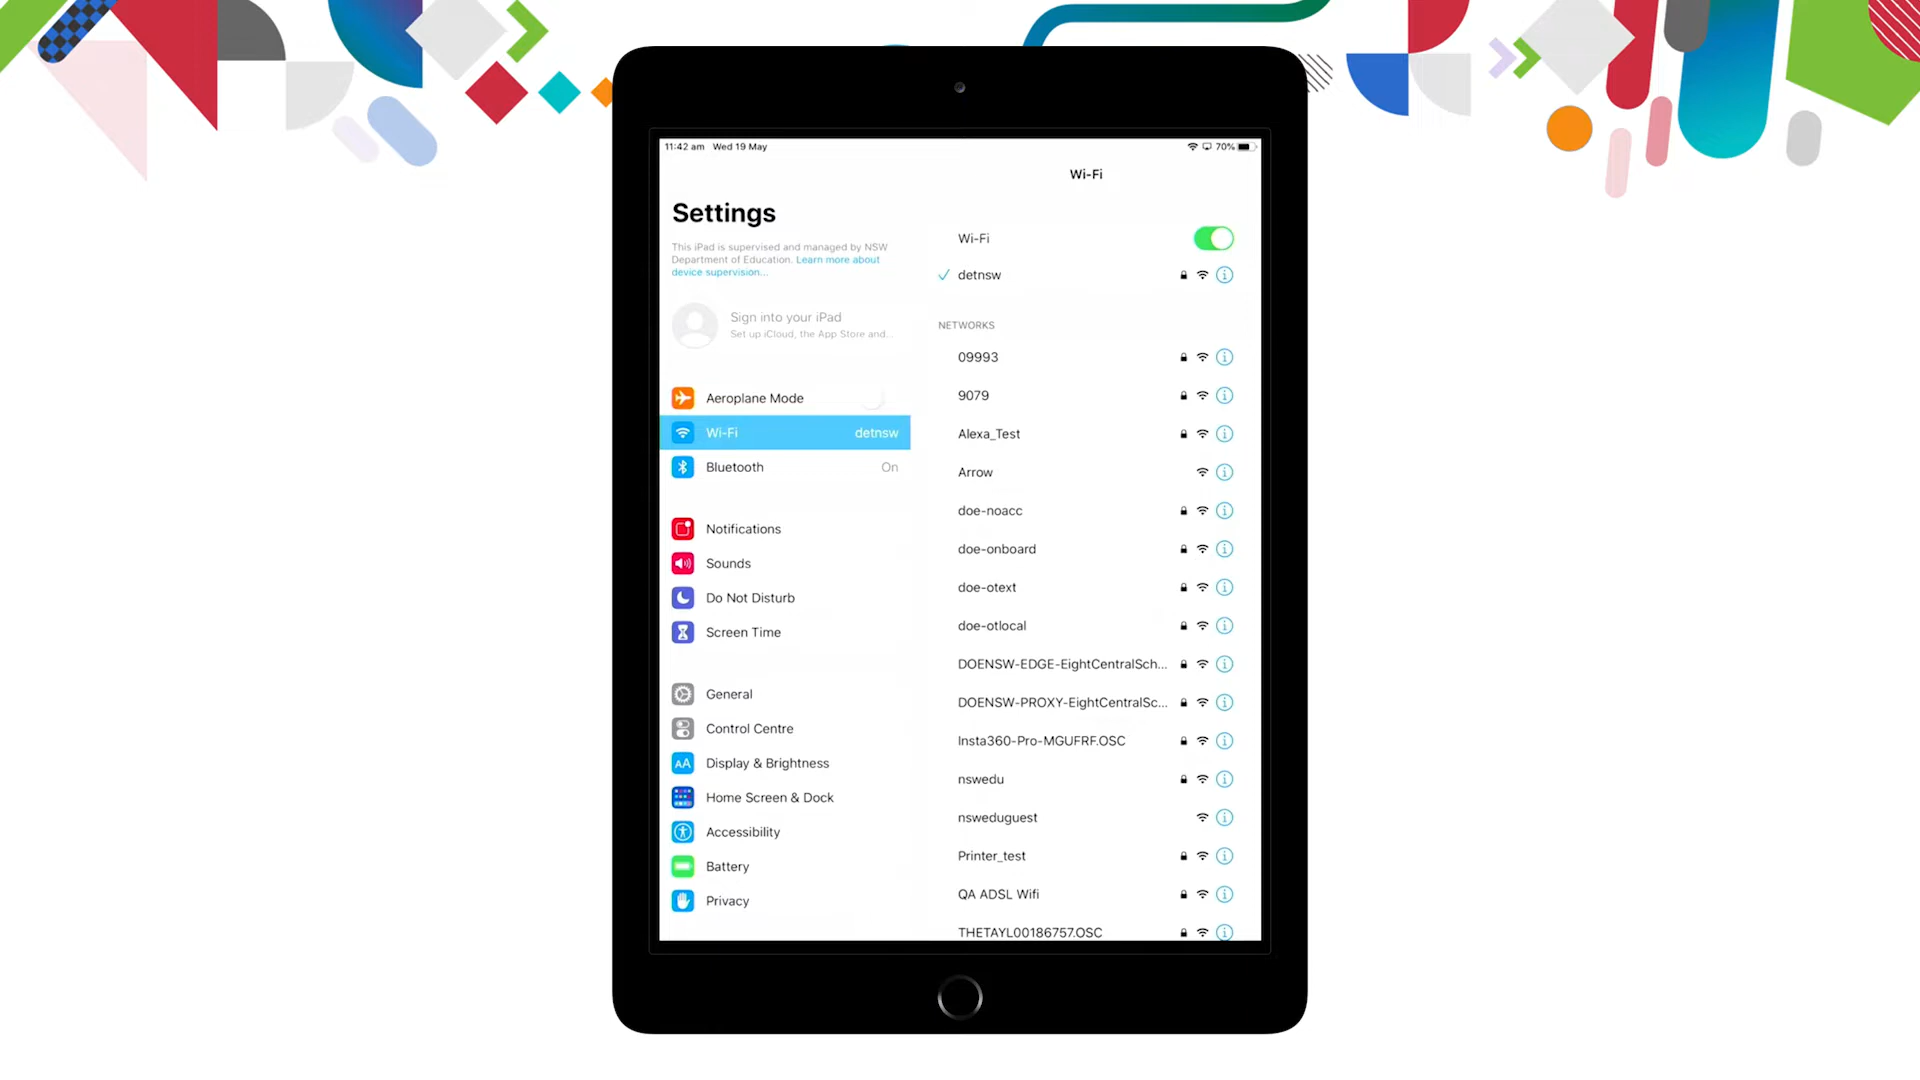 11:42 am Wed 19 May
70%
Settings
This iPad is supervised and managed by NSW
Department of Education. Learn more about
device supervision...
Sign into your iPad
Set up iCloud, the App Store and...
Aeroplane Mode
Wi-Fi detnsw
Bluetooth On
Notifications
Sounds
Do Not Disturb
Screen Time
General
Control Centre
AA Display & Brightness
Home Screen & Dock
Accessibility
Battery
Privacy
Wi-Fi
Wi-Fi
detnsw
NETWORKS
09993
9079
Alexa_Test
Arrow
doe-noacc
doe-onboard
doe-otext
doe-otlocal
DOENSW-EDGE-EightCentralSch...
DOENSW-PROXY-EightCentralSc...
Insta360-Pro-MGUFRF.OSC
nswedu
nsweduguest
Printer_test
QA ADSL Wifi
THETAYL00186757.OSC